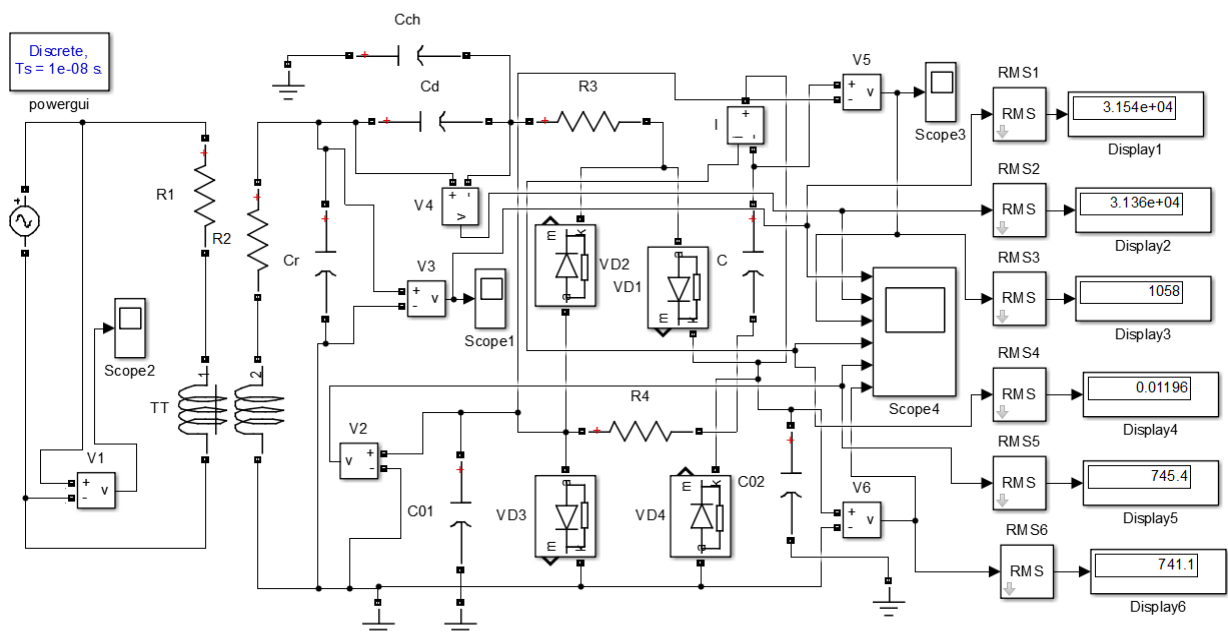 Discrete,
Ts = 1e-08 s.
powergui
Cch
Cd
R3
I
+
-
V5
+
-
v
Scope3
RMS1
RMS
3.154e+04
Display1
R1
R2
Cr
V4
+
-
v
V3
+
-
v
Scope1
m
k
a
VD2
VD1
a
m
k
C
RMS2
RMS
3.136e+04
Display2
RMS3
RMS
1058
Display3
Scope2
Scope4
TT
1
2
V1
+
-
v
V2
v
+
-
R4
RMS4
RMS
0.01196
Display4
C01
VD3
a
m
k
VD4
m
k
a
C02
V6
+
-
v
RMS5
RMS
745.4
Display5
RMS6
RMS
741.1
Display6